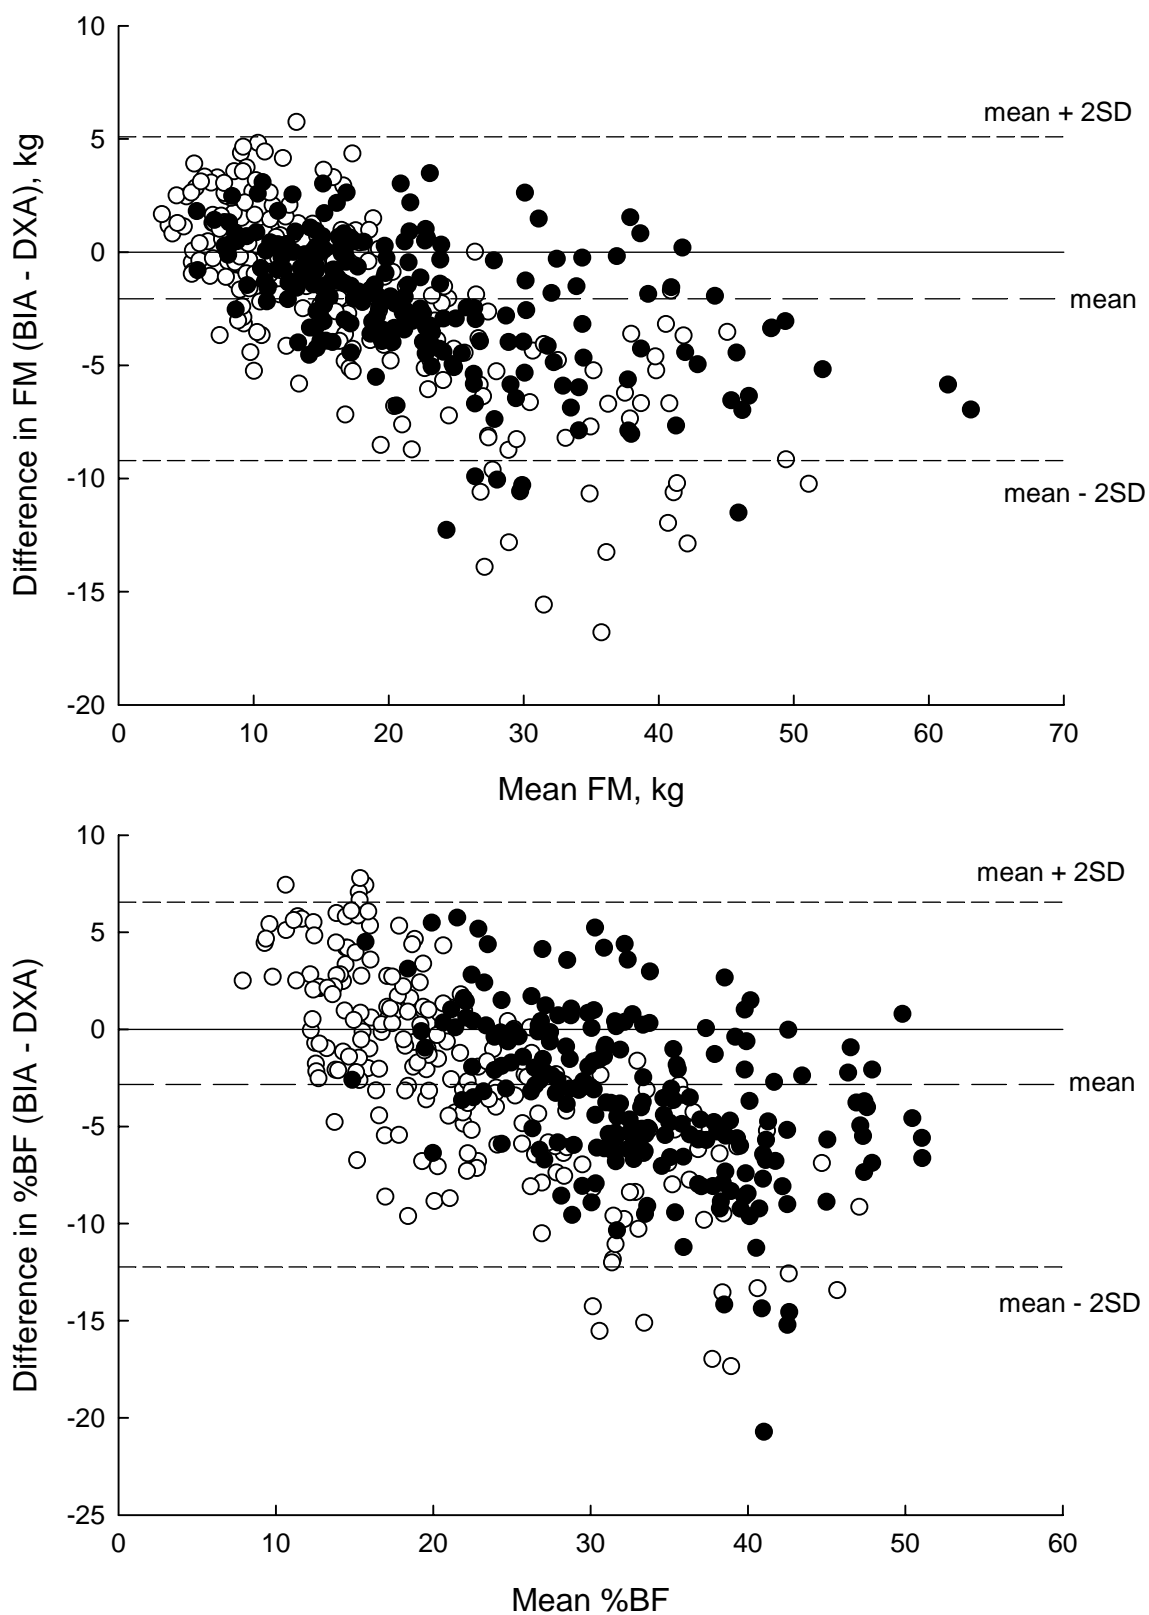 10
mean + 2SD
5
0
mean
-5
-10
mean - 2SD
-15
-20
Difference in FM (BIA - DXA), kg
0 10 20 30 40 50 60 70
Mean FM, kg
10
mean + 2SD
5
0
mean
-5
-10
mean - 2SD
-15
-20
-25
Difference in %BF (BIA - DXA)
0 10 20 30 40 50 60
Mean %BF